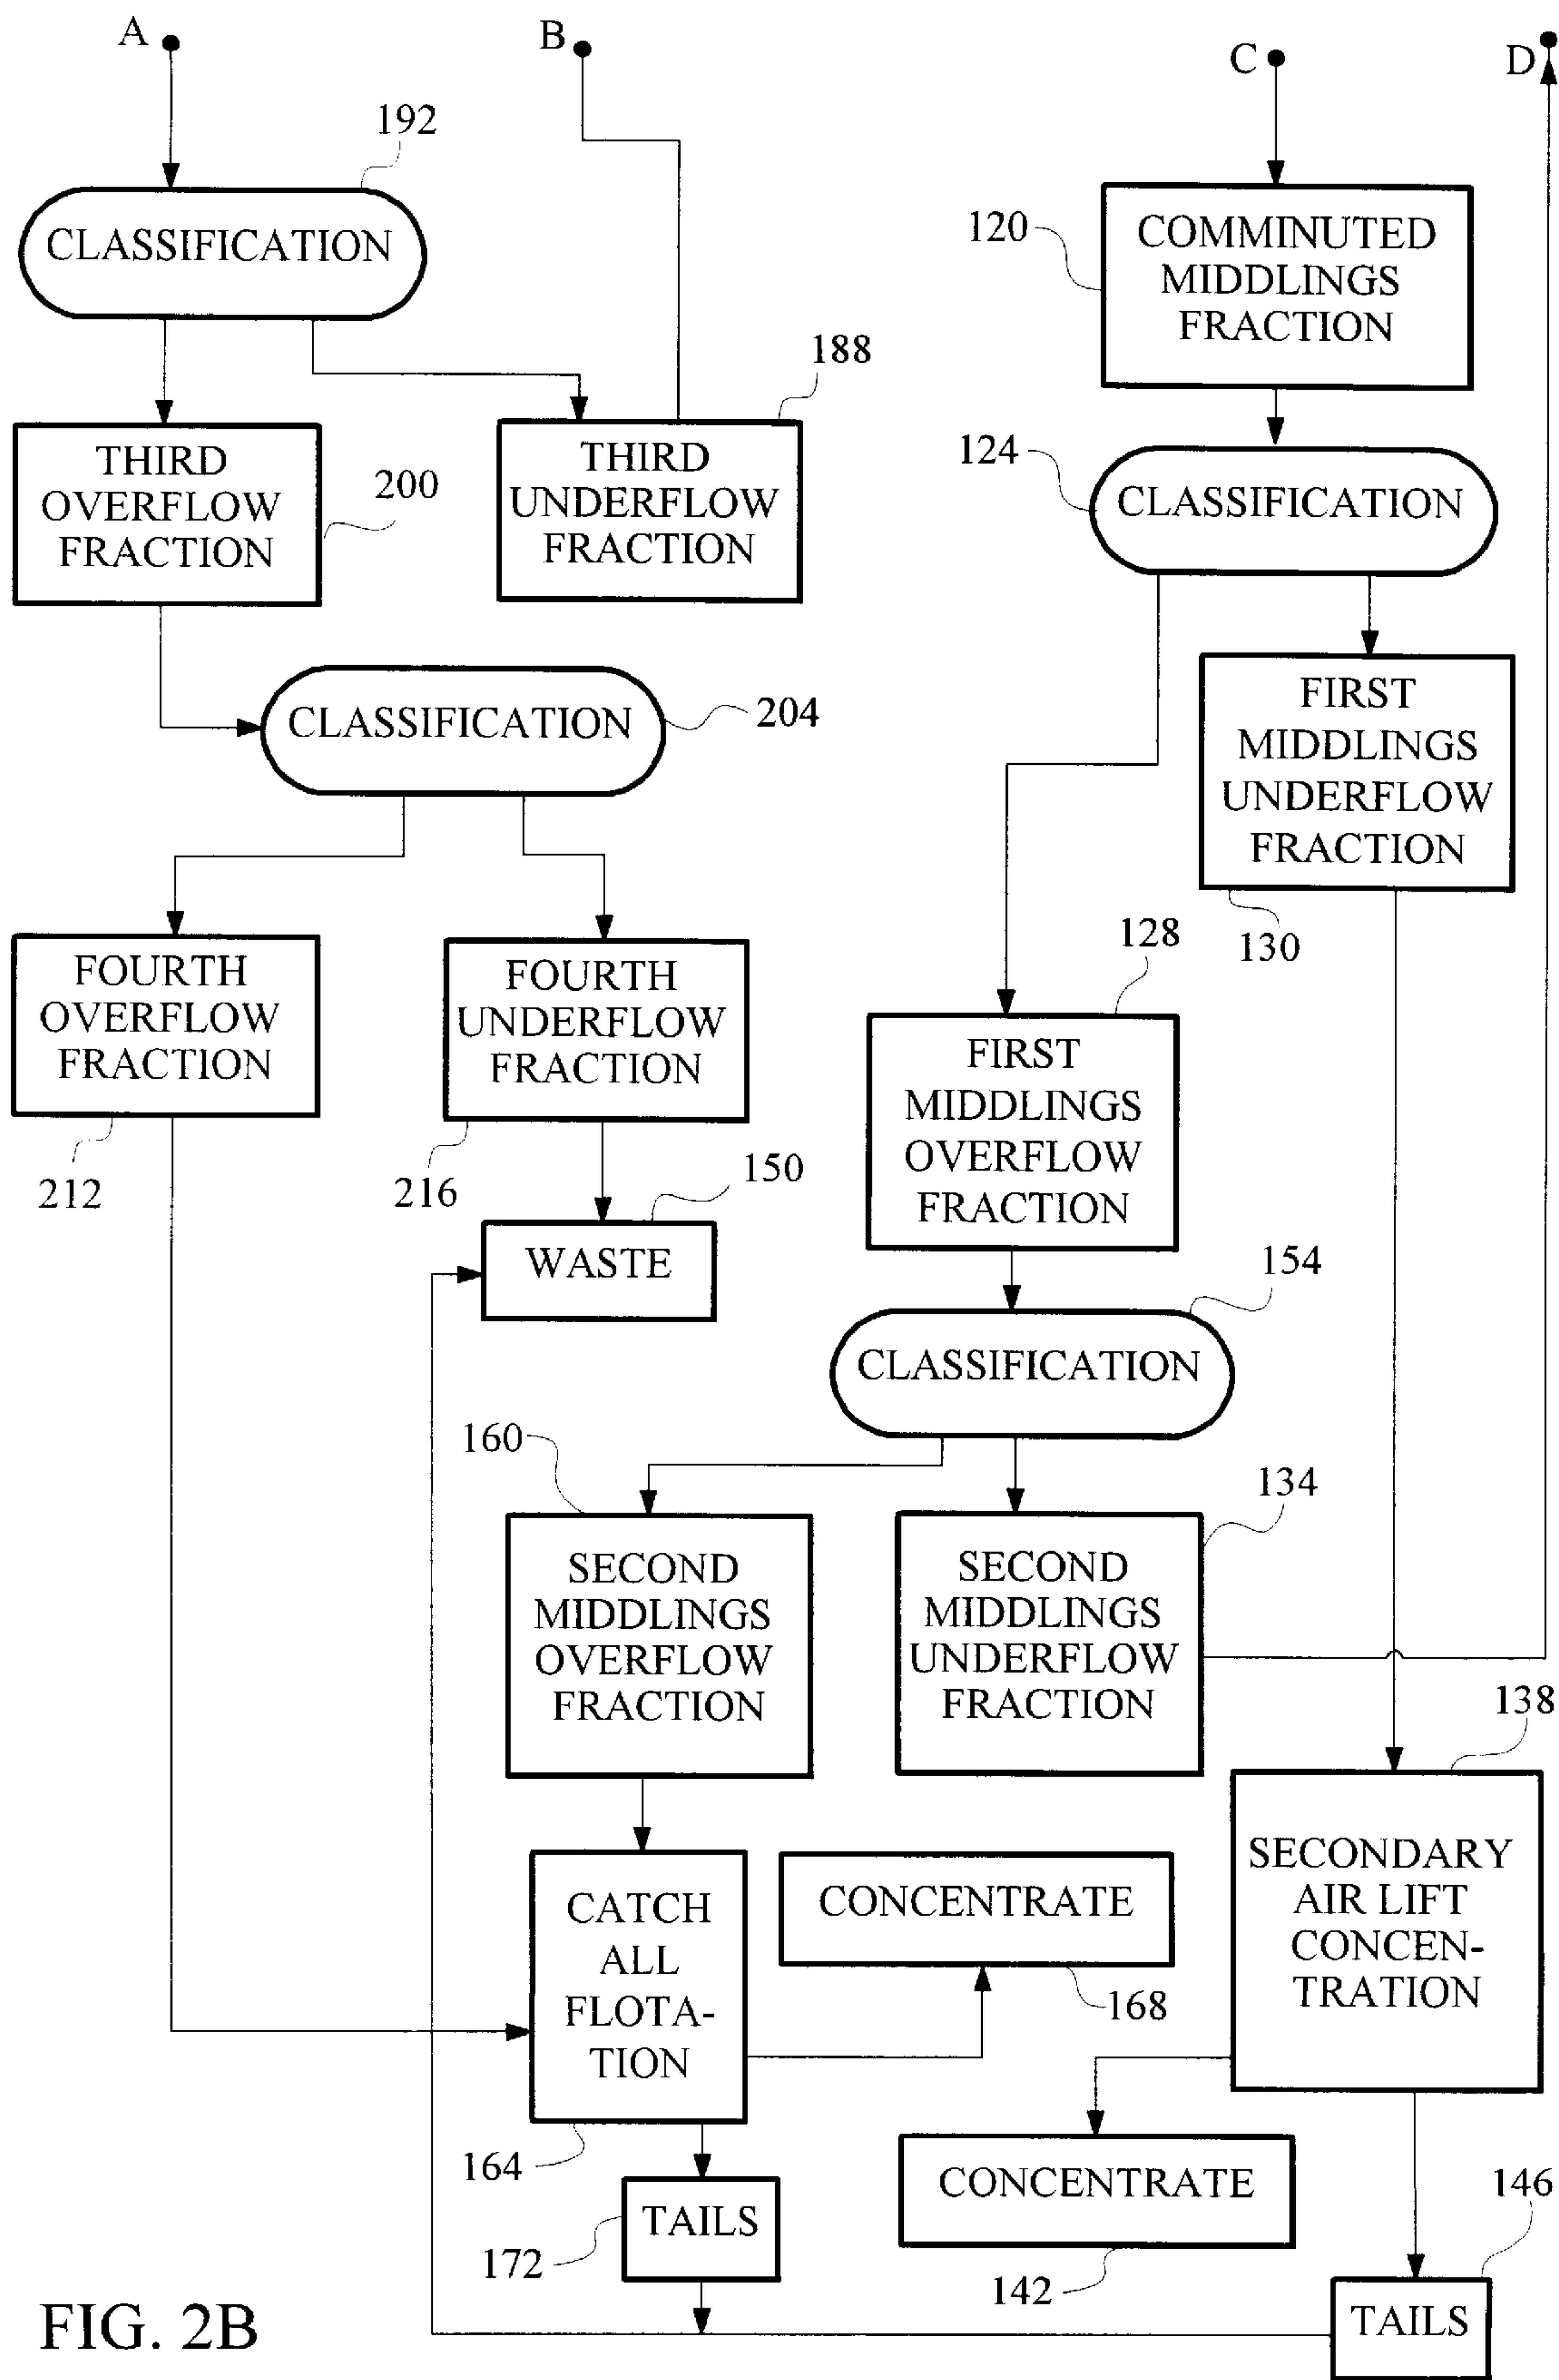 A
B
C
D
192
CLASSIFICATION
120
COMMINUTED
MIDDLINGS
FRACTION
188
THIRD
OVERFLOW
FRACTION
200
THIRD
UNDERFLOW
FRACTION
124
CLASSIFICATION
CLASSIFICATION
204
FIRST
MIDDLINGS
UNDERFLOW
FRACTION
130
FOURTH
OVERFLOW
FRACTION
212
FOURTH
UNDERFLOW
FRACTION
216
128
FIRST
MIDDLINGS
OVERFLOW
FRACTION
150
WASTE
154
CLASSIFICATION
160
SECOND
MIDDLINGS
OVERFLOW
FRACTION
134
SECOND
MIDDLINGS
UNDERFLOW
FRACTION
138
SECONDARY
AIR LIFT
CONCEN-
TRATION
CATCH
ALL
FLOTA-
TION
164
CONCENTRATE
168
CONCENTRATE
142
TAILS
172
146
TAILS
FIG. 2B